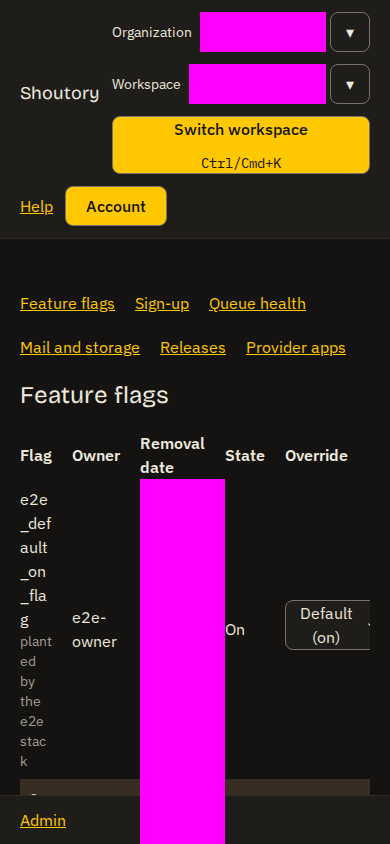 Organization
▾
Workspace
▾
Shoutory
Switch workspace
Ctrl/Cmd+K
Help
Account
Feature flags
Sign-up
Queue health
Mail and storage
Releases
Provider apps
Feature flags
Flag
Owner
Removal
date
State
Override
e2e
_def
ault
_on
_fla
g
plant
ed
by
the
e2e
stac
k
e2e-
owner
On
Default
(on)
Admin